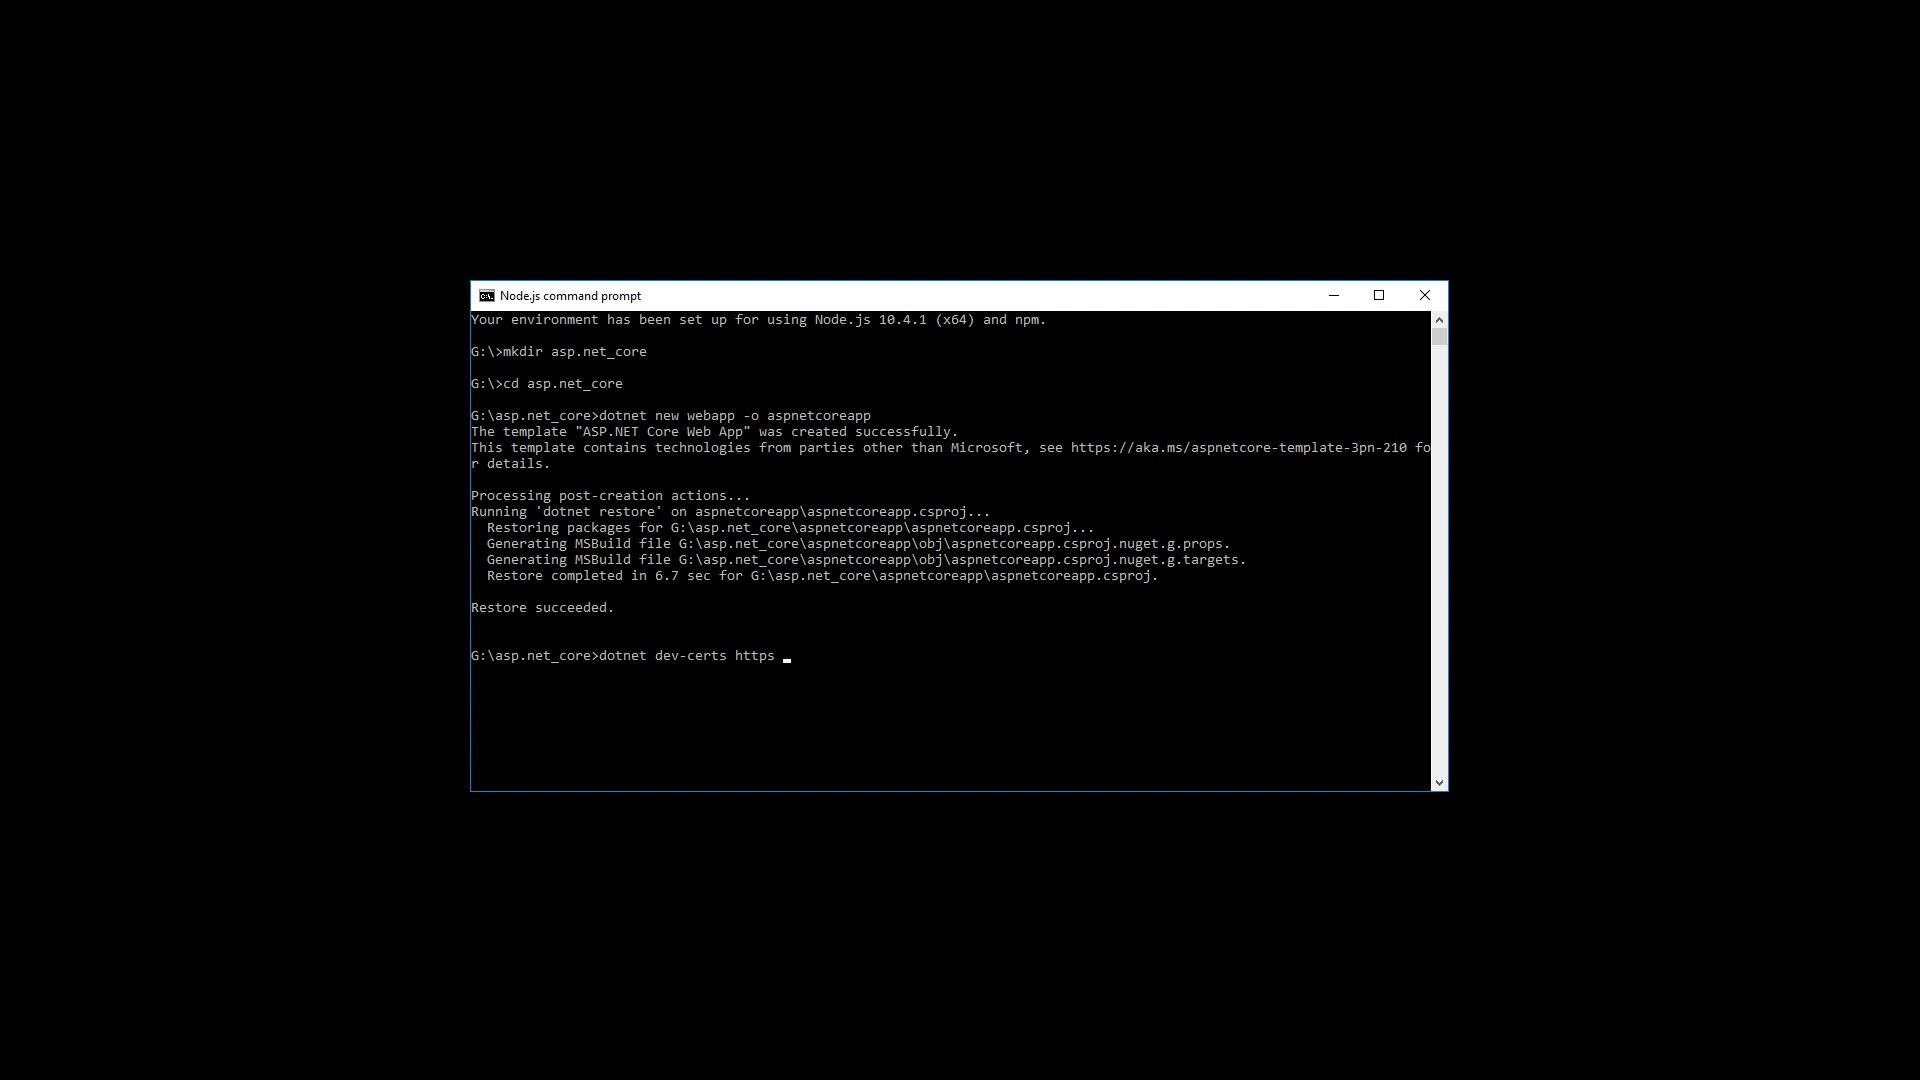 Node.js command prompt
Your environment has been set up for using Node.js 10.4.1 (x64) and npm.
G:\>mkdir asp.net_core
G:\>cd asp.net_core
G:\asp.net_core>dotnet new webapp -o aspnetcoreapp
The template "ASP.NET Core Web App" was created successfully.
This template contains technologies from parties other than Microsoft, see https://aka.ms/aspnetcore-template-3pn-210 fo
r details.
Processing post-creation actions...
Running 'dotnet restore' on aspnetcoreapp\aspnetcoreapp.csproj...
  Restoring packages for G:\asp.net_core\aspnetcoreapp\aspnetcoreapp.csproj...
  Generating MSBuild file G:\asp.net_core\aspnetcoreapp\obj\aspnetcoreapp.csproj.nuget.g.props.
  Generating MSBuild file G:\asp.net_core\aspnetcoreapp\obj\aspnetcoreapp.csproj.nuget.g.targets.
  Restore completed in 6.7 sec for G:\asp.net_core\aspnetcoreapp\aspnetcoreapp.csproj.
Restore succeeded.
G:\asp.net_core>dotnet dev-certs https